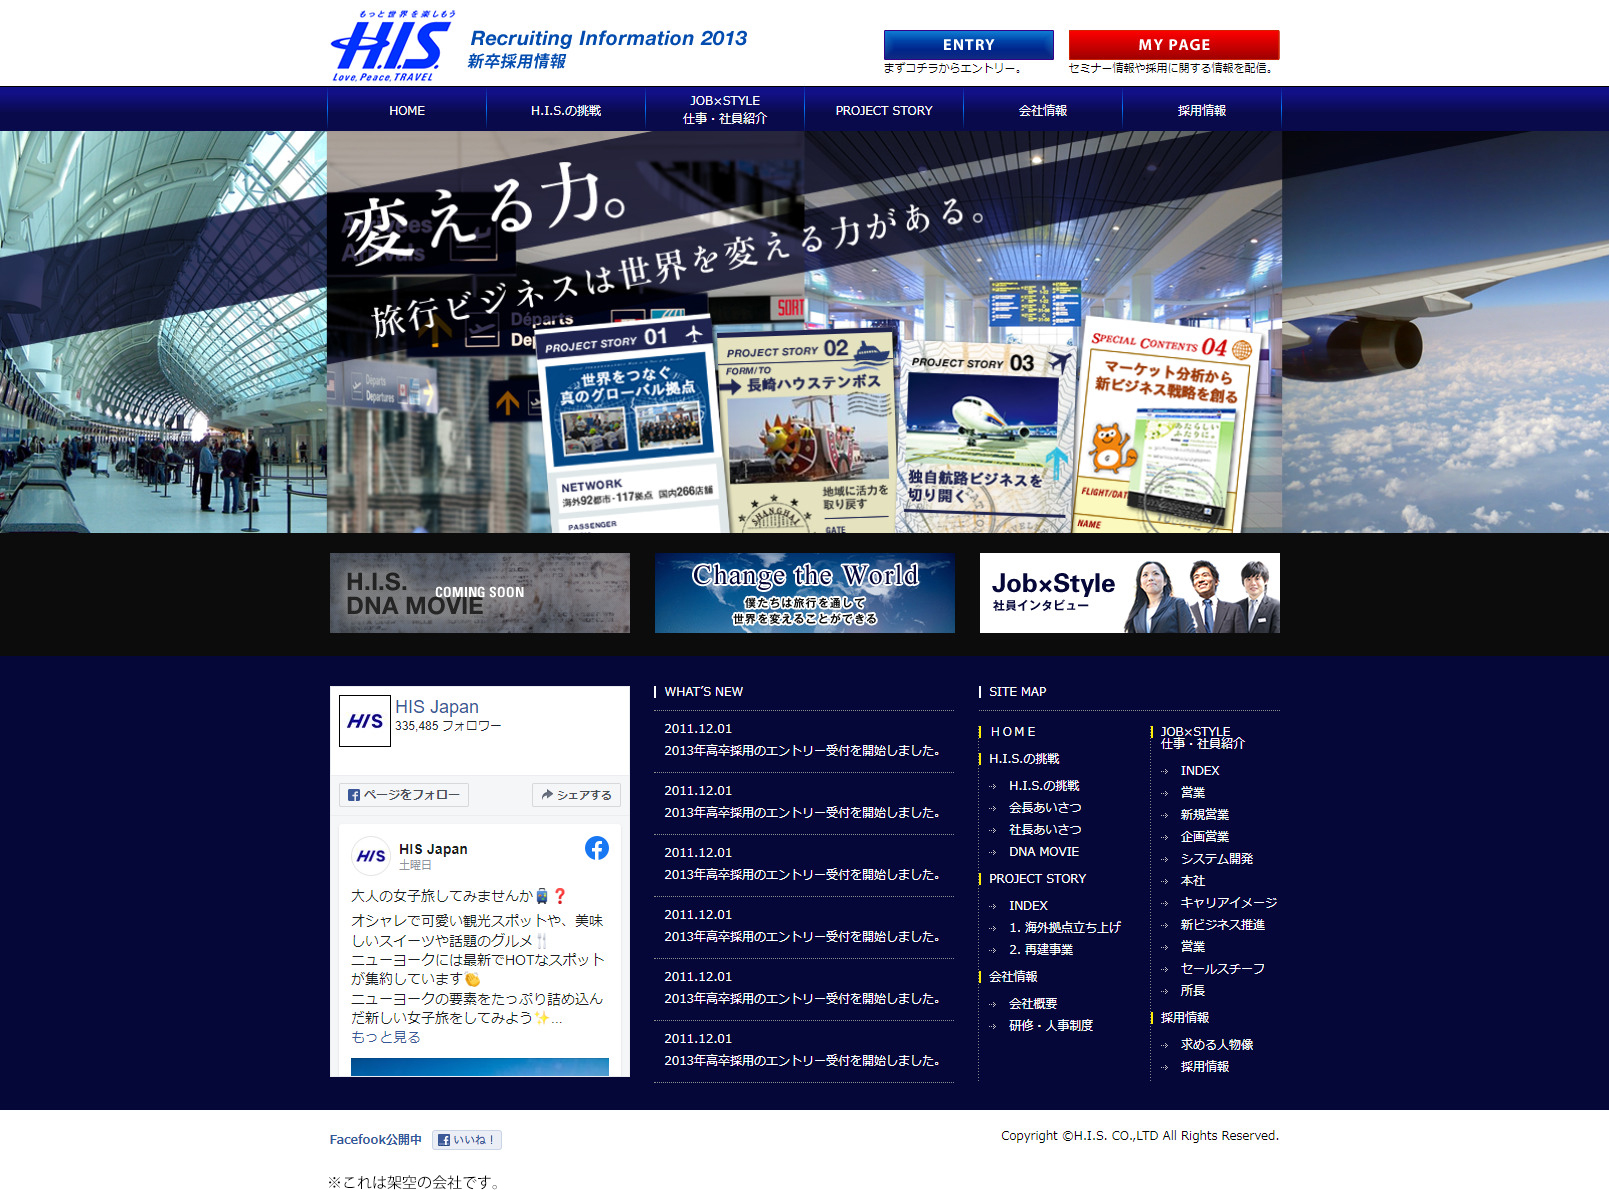 もっと世界を楽しもう
H.I.S.
Love, Peace, TRAVEL
Recruiting Information 2013
新卒採用情報
ENTRY
まずコチラからエントリー。
MY PAGE
セミナー情報や採用に関する情報を配信。
HOME
H.I.S.の挑戦
JOB×STYLE
仕事・社員紹介
PROJECT STORY
会社情報
採用情報
変える力。
旅行ビジネスは世界を変える力がある。
Arrivals
Départs
SORT
Départs
Departures
PROJECT STORY 01
世界をつなぐ
真のグローバル拠点
NETWORK
海外92都市・117拠点 国内266店舗
PASSENGER
PROJECT STORY 02
FORM/TO
長崎ハウステンボス
地域に活力を
取り戻す
SHANGHAI
GATE
PROJECT STORY 03
独自航路ビジネスを
切り開く
SPECIAL CONTENTS 04
マーケット分析から
新ビジネス戦略を創る
あたらしい
ふたりに。
FLIGHT/DAT
NAME
H.I.S.
DNA MOVIE
COMING SOON
Change the World
僕たちは旅行を通して
世界を変えることができる
Job×Style
社員インタビュー
HIS
HIS Japan
335,485 フォロワー
ページをフォロー
シェアする
HIS
HIS Japan
土曜日
大人の女子旅してみませんか🧳❓
オシャレで可愛い観光スポットや、美味
しいスイーツや話題のグルメ🍴
ニューヨークには最新でHOTなスポット
が集約しています👏
ニューヨークの要素をたっぷり詰め込ん
だ新しい女子旅をしてみよう✨...
もっと見る
WHAT'S NEW
2011.12.01
2013年高卒採用のエントリー受付を開始しました。
2011.12.01
2013年高卒採用のエントリー受付を開始しました。
2011.12.01
2013年高卒採用のエントリー受付を開始しました。
2011.12.01
2013年高卒採用のエントリー受付を開始しました。
2011.12.01
2013年高卒採用のエントリー受付を開始しました。
2011.12.01
2013年高卒採用のエントリー受付を開始しました。
SITE MAP
ＨＯＭＥ
H.I.S.の挑戦
H.I.S.の挑戦
会長あいさつ
社長あいさつ
DNA MOVIE
PROJECT STORY
INDEX
1. 海外拠点立ち上げ
2. 再建事業
会社情報
会社概要
研修・人事制度
JOB×STYLE
仕事・社員紹介
INDEX
営業
新規営業
企画営業
システム開発
本社
キャリアイメージ
新ビジネス推進
営業
セールスチーフ
所長
採用情報
求める人物像
採用情報
Facefook公開中
いいね！
Copyright ©H.I.S. CO.,LTD All Rights Reserved.
※これは架空の会社です。